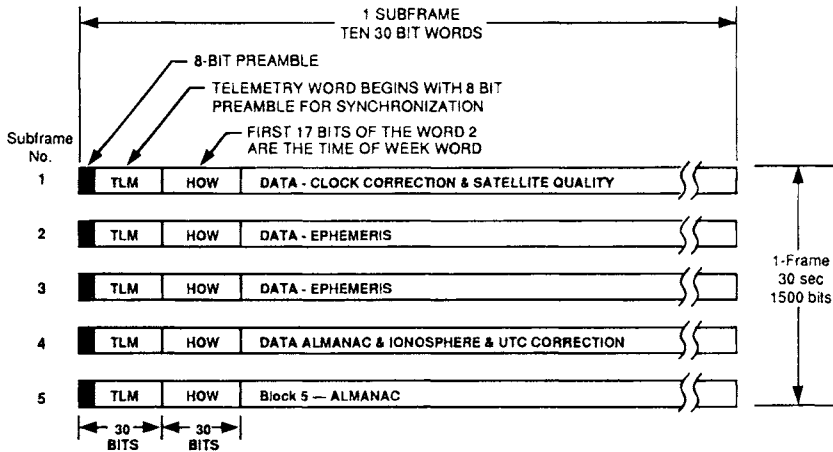 1 SUBFRAME
TEN 30 BIT WORDS
8-BIT PREAMBLE
TELEMETRY WORD BEGINS WITH 8 BIT
PREAMBLE FOR SYNCHRONIZATION
FIRST 17 BITS OF THE WORD 2
ARE THE TIME OF WEEK WORD
Subframe
No.
1 TLM HOW DATA - CLOCK CORRECTION & SATELLITE QUALITY
2 TLM HOW DATA - EPHEMERIS
3 TLM HOW DATA - EPHEMERIS
4 TLM HOW DATA ALMANAC & IONOSPHERE & UTC CORRECTION
5 TLM HOW Block 5 — ALMANAC
1-Frame
30 sec
1500 bits
30 BITS
30 BITS